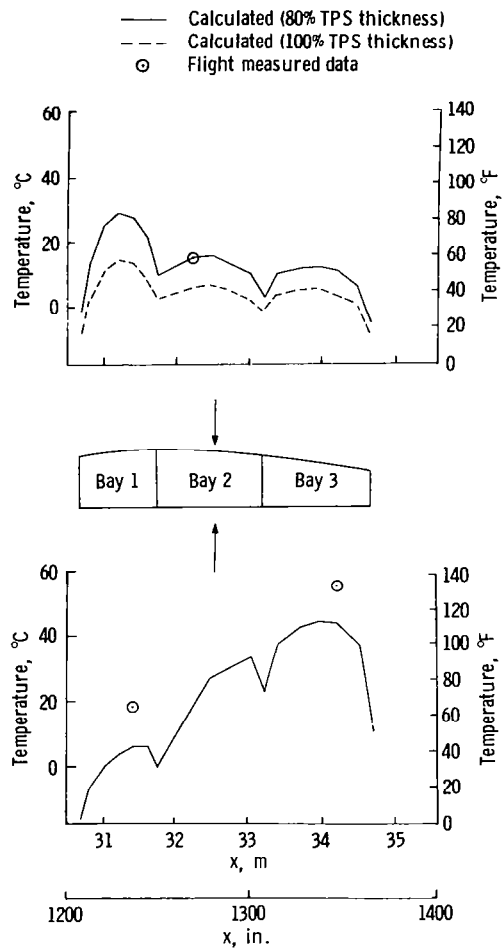 Calculated (80% TPS thickness)
Calculated (100% TPS thickness)
Flight measured data
60
40
20
0
Temperature, °C
140
120
100
80
60
40
20
0
Temperature, °F
Bay 1 Bay 2 Bay 3
60
40
20
0
Temperature, °C
140
120
100
80
60
40
20
0
Temperature, °F
31 32 33 34 35
x, m
1200 1300 1400
x, in.